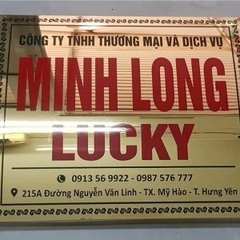 CÔNG TY TNHH THƯƠNG MẠI VÀ DỊCH VỤ
MINH LONG
LUCKY
0913 56 9922 - 0987 576 777
215A Đường Nguyễn Văn Linh - TX. Mỹ Hào - T. Hưng Yên